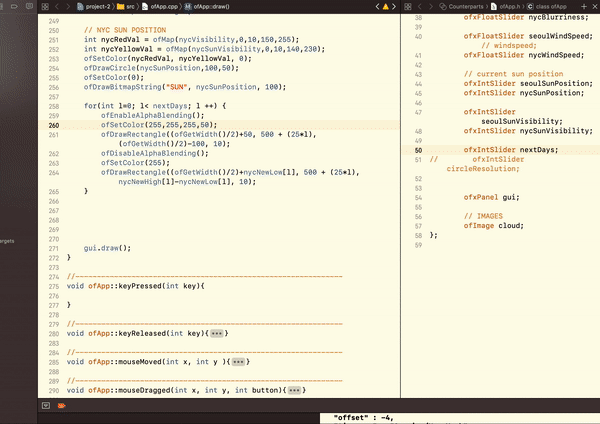 project-2 › src › ofApp.cpp › M ofApp::draw()
249
250 // NYC SUN POSITION
251 int nycRedVal = ofMap(nycVisibility,0,10,150,255);
252 int nycYellowVal = ofMap(nycSunVisibility,0,10,140,230);
253 ofSetColor(nycRedVal, nycYellowVal, 0);
254 ofDrawCircle(nycSunPosition,100,50);
255 ofSetColor(0);
256 ofDrawBitmapString("SUN", nycSunPosition, 100);
257
258 for(int l=0; l< nextDays; l ++) {
259 ofEnableAlphaBlending();
260 ofSetColor(255,255,255,50);
261 ofDrawRectangle((ofGetWidth()/2)+50, 500 + (25*l),
(ofGetWidth()/2)-100, 10);
262 ofDisableAlphaBlending();
263 ofSetColor(255);
264 ofDrawRectangle((ofGetWidth()/2)+nycNewLow[l], 500 + (25*l),
nycNewHigh[l]-nycNewLow[l], 10);
265 }
266
267
268
269
270
271 gui.draw();
272 }
273
274 //--------------------------------------------------------------
275 void ofApp::keyPressed(int key){
276
277 }
278
279 //--------------------------------------------------------------
280 void ofApp::keyReleased(int key){•••}
283
284 //--------------------------------------------------------------
285 void ofApp::mouseMoved(int x, int y ){•••}
288
289 //--------------------------------------------------------------
290 void ofApp::mouseDragged(int x, int y, int button){•••}
argets
Counterparts › ofApp.h › C class ofApp
38 ofxFloatSlider nycBlurriness;
39
40 ofxFloatSlider seoulWindSpeed;
// windspeed;
41 ofxFloatSlider nycWindSpeed;
42
43 // current sun position
44 ofxIntSlider seoulSunPosition;
45 ofxIntSlider nycSunPosition;
46
47 ofxIntSlider
seoulSunVisibility;
48 ofxIntSlider nycSunVisibility;
49
50 ofxIntSlider nextDays;
51 // ofxIntSlider
circleResolution;
52
53
54 ofxPanel gui;
55
56 // IMAGES
57 ofImage cloud;
58 };
59
"offset" : -4,